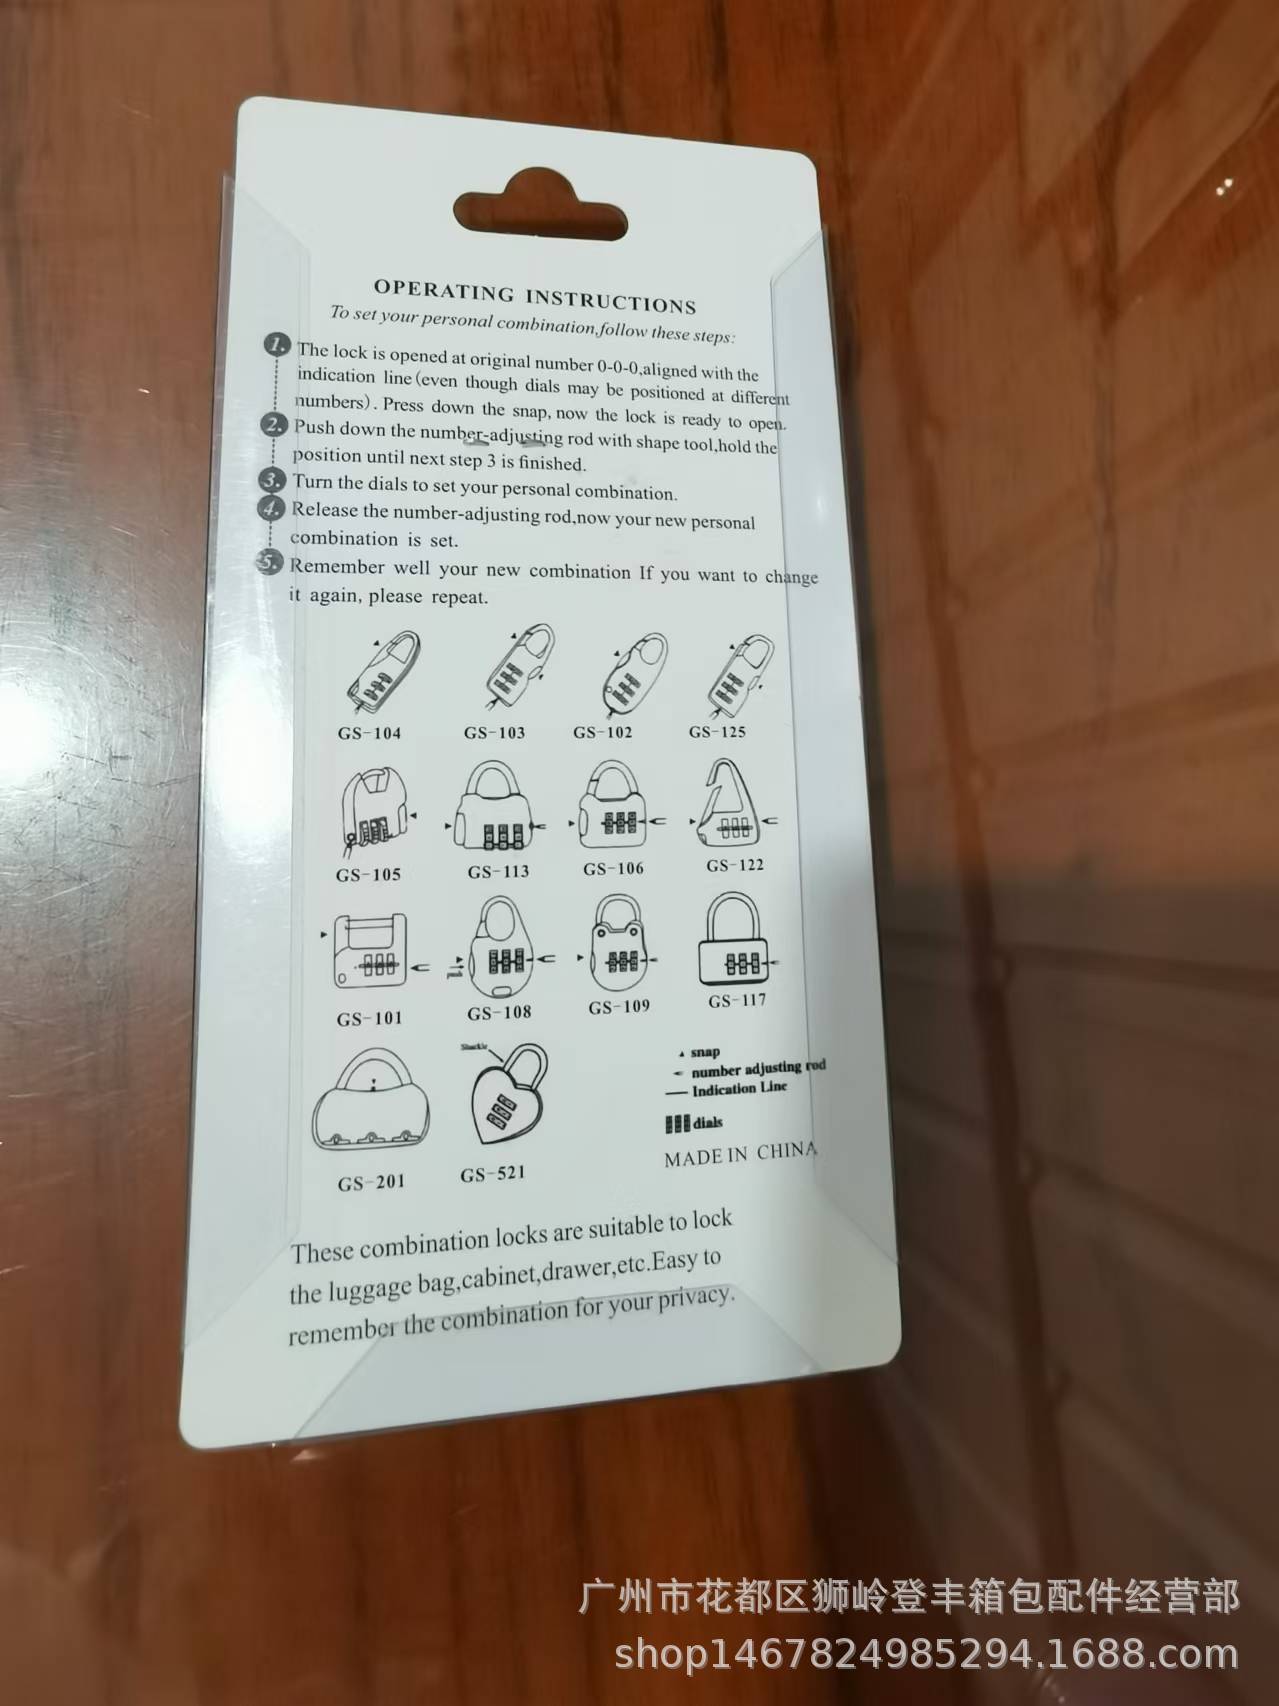 OPERATING INSTRUCTIONS
To set your personal combination,follow these steps:
1. The lock is opened at original number 0-0-0,aligned with the
indication line(even though dials may be positioned at different
numbers). Press down the snap, now the lock is ready to open.
2. Push down the number-adjusting rod with shape tool,hold the
position until next step 3 is finished.
3. Turn the dials to set your personal combination.
4. Release the number-adjusting rod,now your new personal
combination is set.
5. Remember well your new combination If you want to change
it again, please repeat.
GS-104 GS-103 GS-102 GS-125
GS-105 GS-113 GS-106 GS-122
push
GS-101 GS-108 GS-109 GS-117
Shackle
snap
number adjusting rod
Indication Line
dials
MADE IN CHINA
GS-201 GS-521
These combination locks are suitable to lock
the luggage bag,cabinet,drawer,etc.Easy to
remember the combination for your privacy.
广州市花都区狮岭登丰箱包配件经营部
shop1467824985294.1688.com